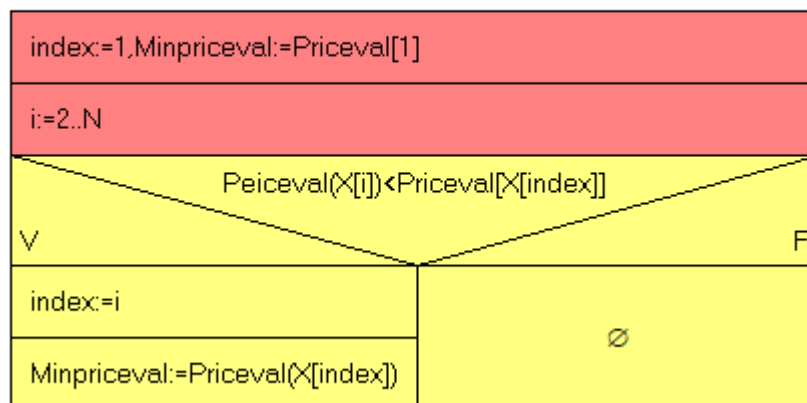 index:=1,Minpriceval:=Priceval[1]
i:=2..N
Peiceval(X[i])<Priceval[X[index]]
V
F
index:=i
∅
Minpriceval:=Priceval(X[index])